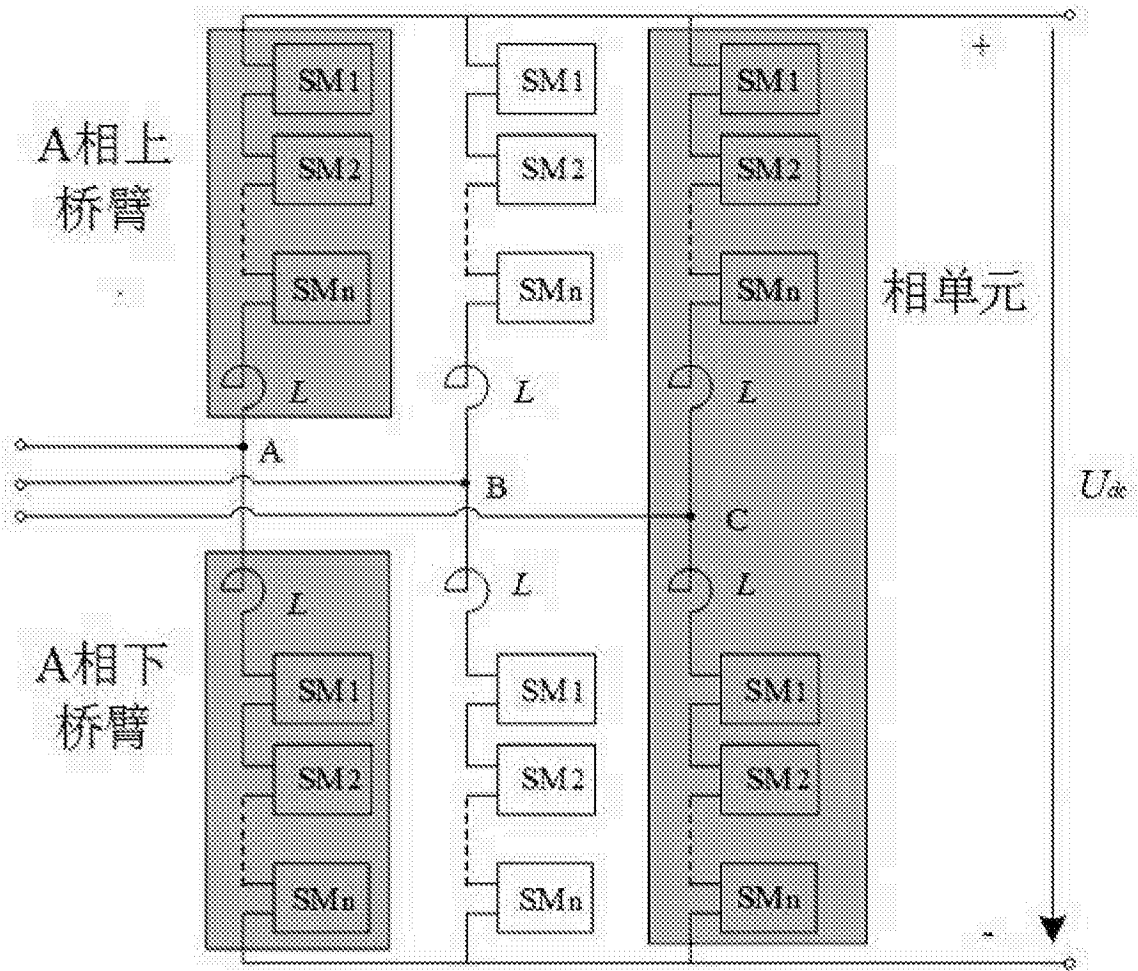 SM1 SM1 SM1
+
A相上
桥臂
SM2 SM2 SM2
SMn SMn SMn
相单元
L L L
A
B
C
Udc
L L L
A相下
桥臂
SM1 SM1 SM1
SM2 SM2 SM2
SMn SMn SMn
-